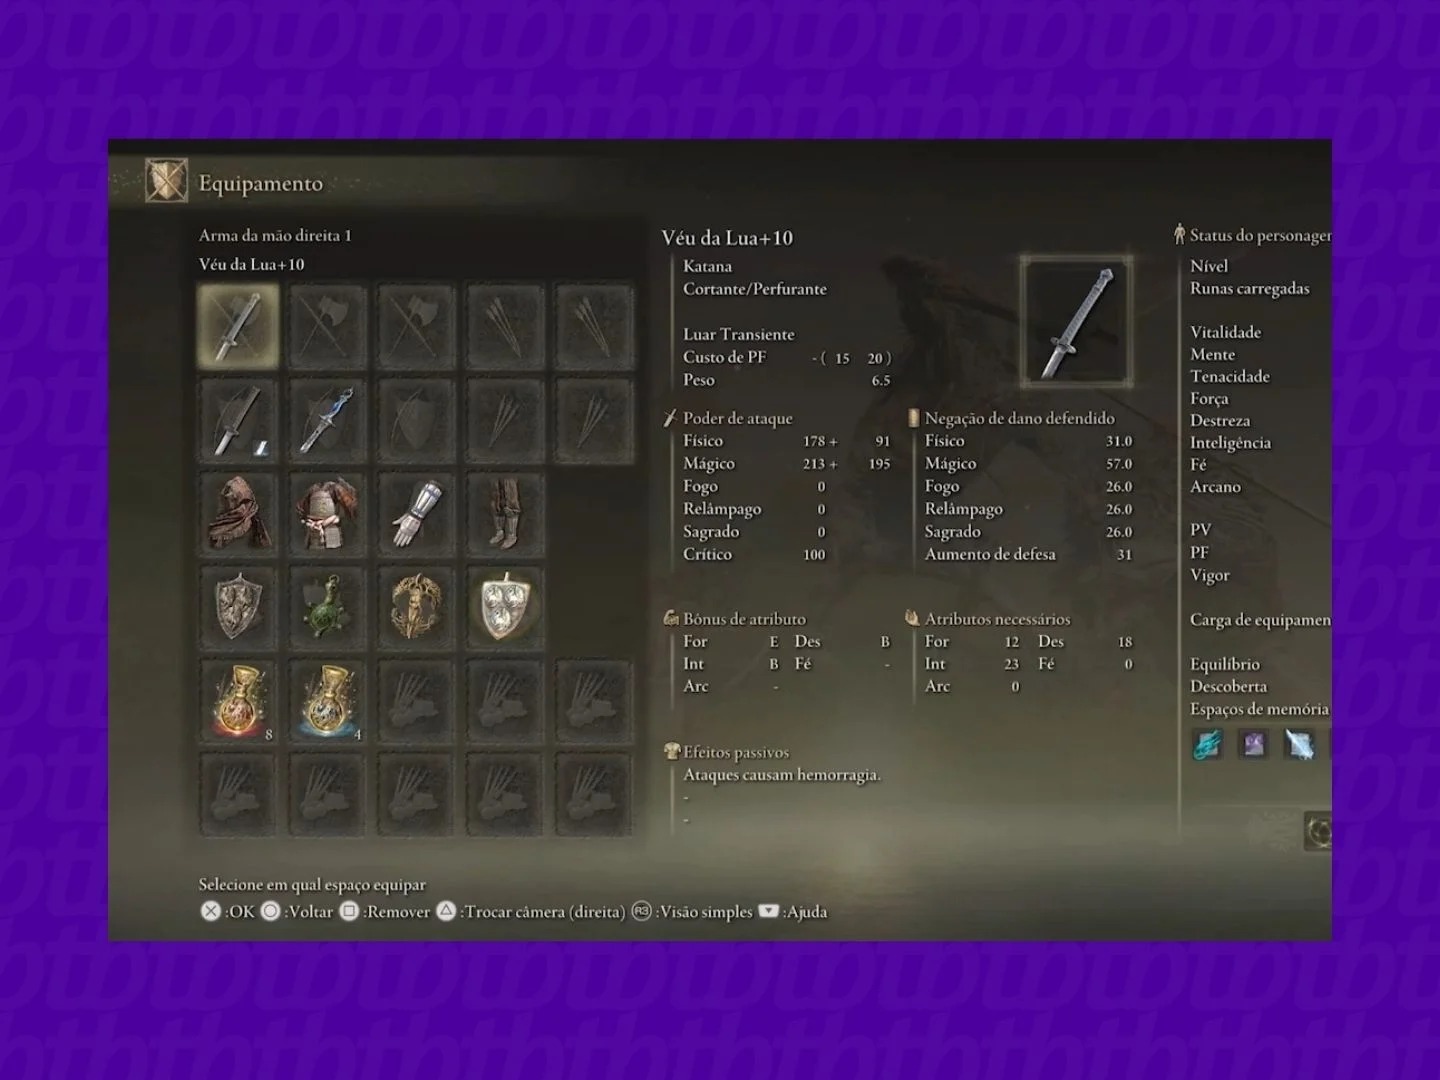 Equipamento
Arma da mão direita 1
Véu da Lua+10
8
4
Selecione em qual espaço equipar
:OK :Voltar :Remover :Trocar câmera (direita) R3 :Visão simples :Ajuda
Véu da Lua+10
Katana
Cortante/Perfurante
Luar Transiente
Custo de PF - ( 15 20 )
Peso 6.5
Poder de ataque
Físico 178 + 91
Mágico 213 + 195
Fogo 0
Relâmpago 0
Sagrado 0
Crítico 100
Negação de dano defendido
Físico 31.0
Mágico 57.0
Fogo 26.0
Relâmpago 26.0
Sagrado 26.0
Aumento de defesa 31
Bônus de atributo
For E Des B
Int B Fé -
Arc -
Atributos necessários
For 12 Des 18
Int 23 Fé 0
Arc 0
Efeitos passivos
Ataques causam hemorragia.
-
-
Status do personagem
Nível
Runas carregadas
Vitalidade
Mente
Tenacidade
Força
Destreza
Inteligência
Fé
Arcano
PV
PF
Vigor
Carga de equipamen
Equilíbrio
Descoberta
Espaços de memória